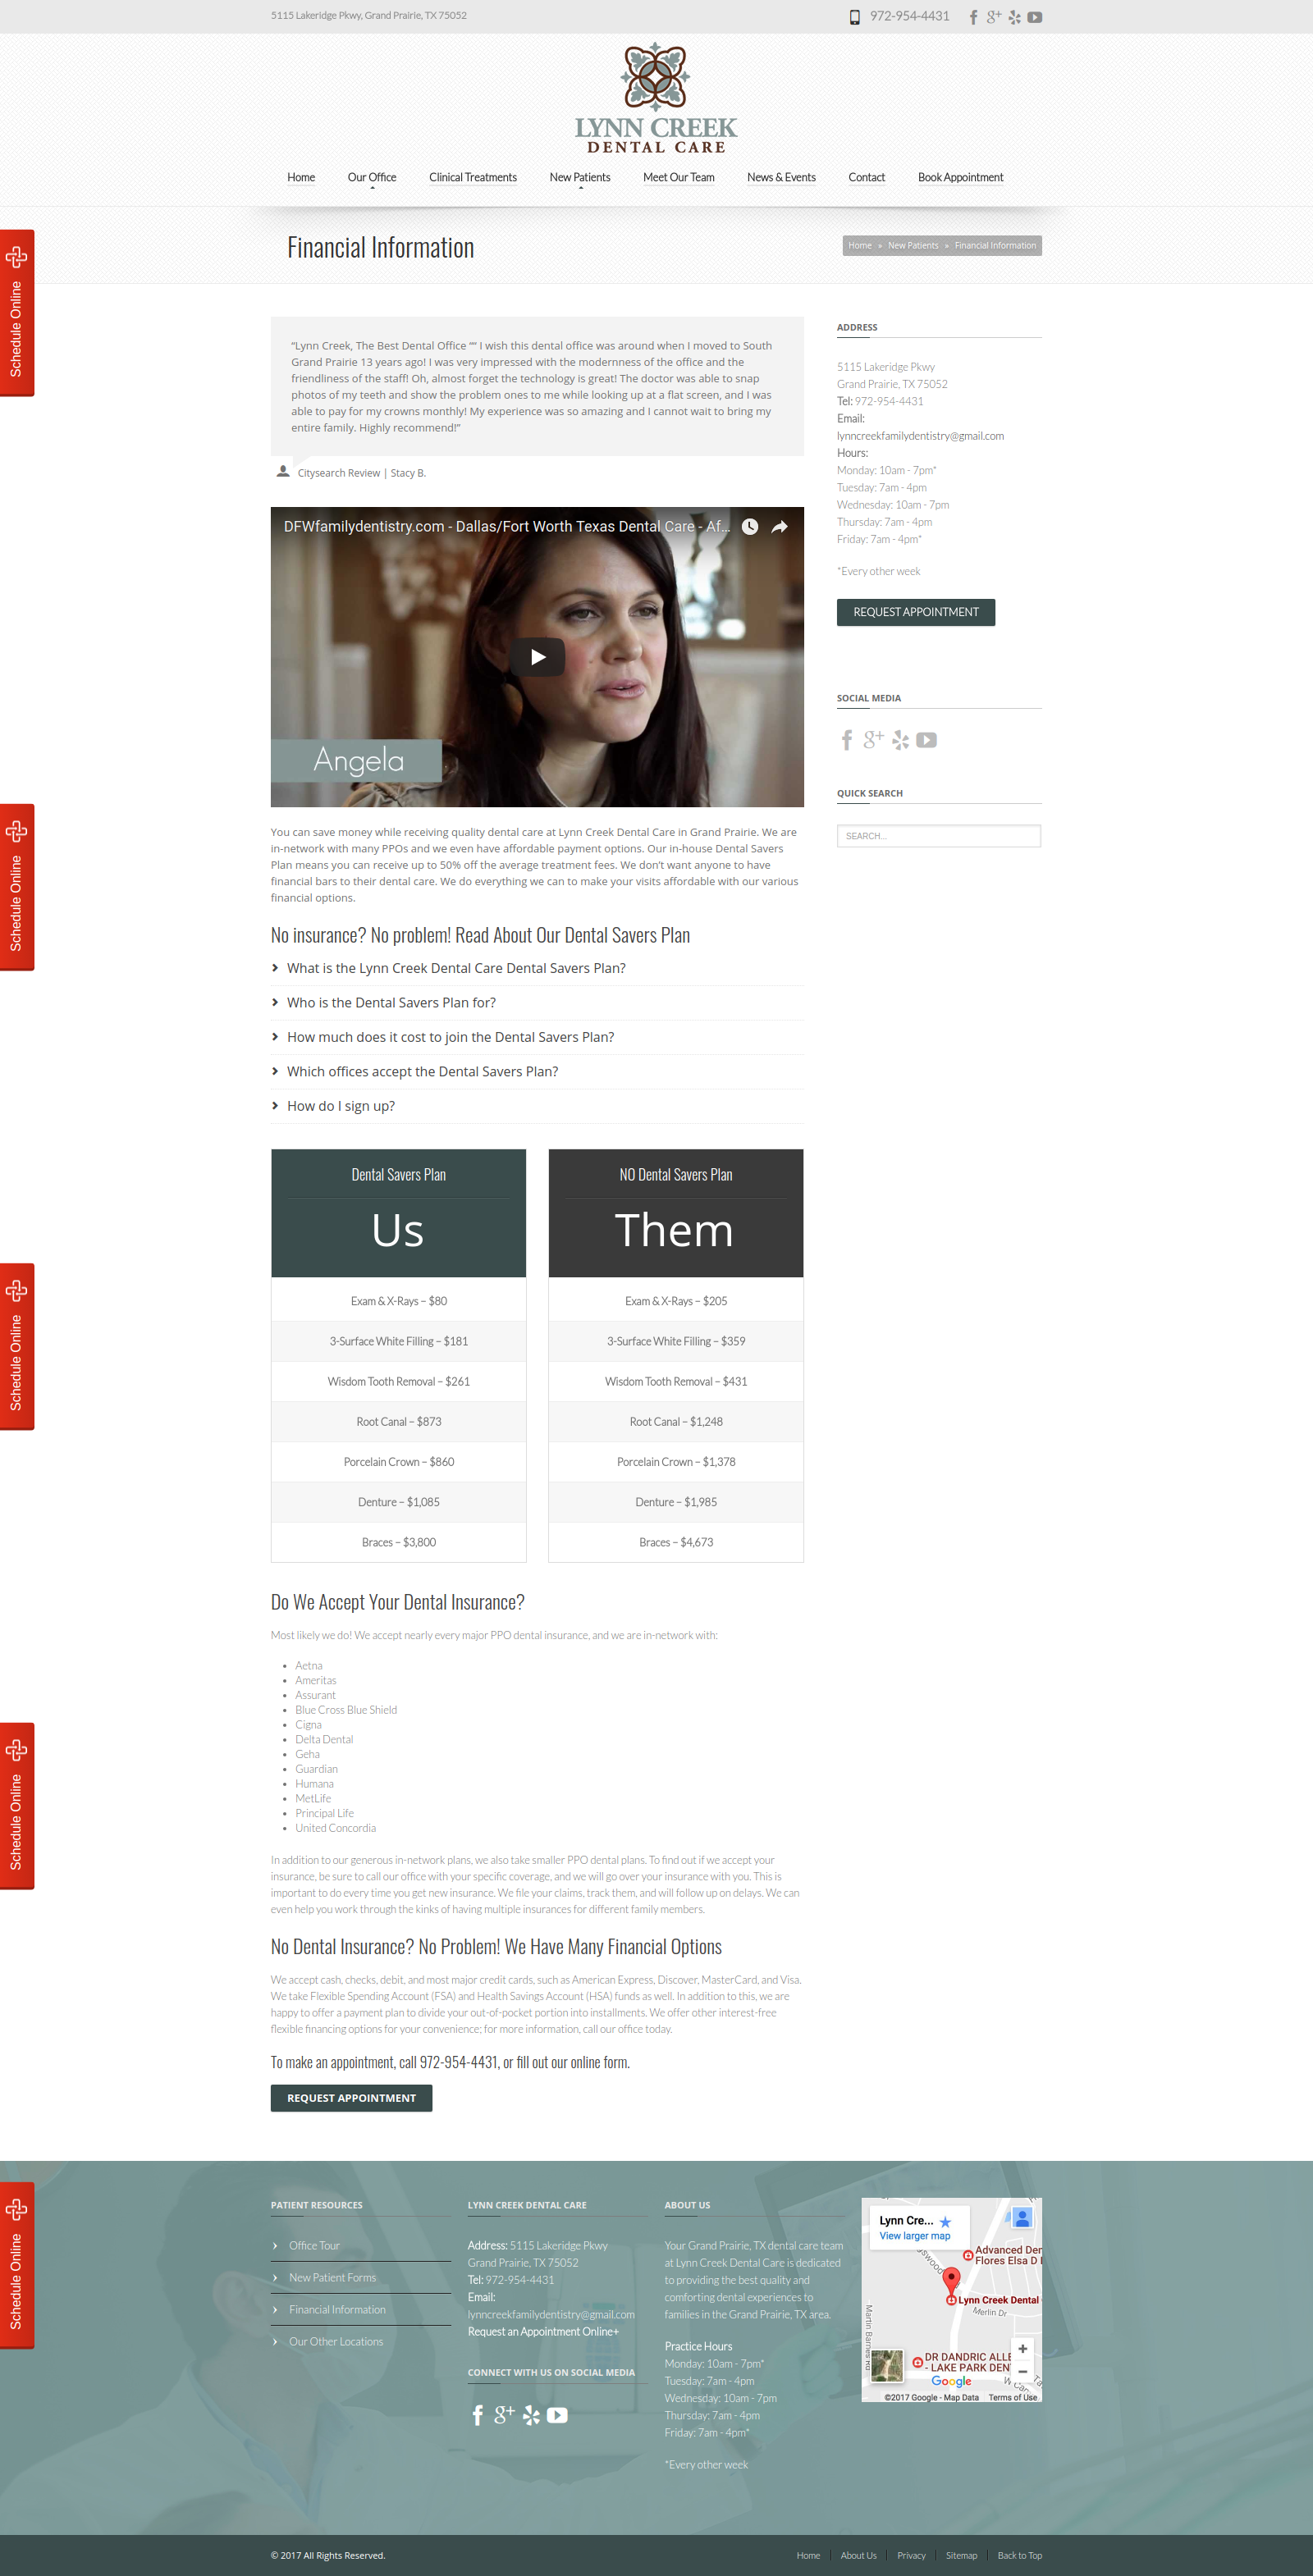 5115 Lakeridge Pkwy, Grand Prairie, TX 75052
972-954-4431
LYNN CREEK
DENTAL CARE
Home
Our Office
Clinical Treatments
New Patients
Meet Our Team
News & Events
Contact
Book Appointment
Financial Information
Home » New Patients » Financial Information
Schedule Online
“Lynn Creek, The Best Dental Office “” I wish this dental office was around when I moved to South
Grand Prairie 13 years ago! I was very impressed with the modernness of the office and the
friendliness of the staff! Oh, almost forget the technology is great! The doctor was able to snap
photos of my teeth and show the problem ones to me while looking up at a flat screen, and I was
able to pay for my crowns monthly! My experience was so amazing and I cannot wait to bring my
entire family. Highly recommend!”
Citysearch Review | Stacy B.
DFWfamilydentistry.com - Dallas/Fort Worth Texas Dental Care - Af...
Angela
You can save money while receiving quality dental care at Lynn Creek Dental Care in Grand Prairie. We are
in-network with many PPOs and we even have affordable payment options. Our in-house Dental Savers
Plan means you can receive up to 50% off the average treatment fees. We don’t want anyone to have
financial bars to their dental care. We do everything we can to make your visits affordable with our various
financial options.
No insurance? No problem! Read About Our Dental Savers Plan
What is the Lynn Creek Dental Care Dental Savers Plan?
Schedule Online
Who is the Dental Savers Plan for?
How much does it cost to join the Dental Savers Plan?
Which offices accept the Dental Savers Plan?
How do I sign up?
Dental Savers Plan
Us
Exam & X-Rays – $80
3-Surface White Filling – $181
Wisdom Tooth Removal – $261
Root Canal – $873
Porcelain Crown – $860
Denture – $1,085
Braces – $3,800
NO Dental Savers Plan
Them
Exam & X-Rays – $205
3-Surface White Filling – $359
Wisdom Tooth Removal – $431
Root Canal – $1,248
Porcelain Crown – $1,378
Denture – $1,985
Braces – $4,673
Schedule Online
Do We Accept Your Dental Insurance?
Most likely we do! We accept nearly every major PPO dental insurance, and we are in-network with:
Aetna
Ameritas
Assurant
Blue Cross Blue Shield
Cigna
Delta Dental
Geha
Guardian
Humana
MetLife
Principal Life
United Concordia
Schedule Online
In addition to our generous in-network plans, we also take smaller PPO dental plans. To find out if we accept your
insurance, be sure to call our office with your specific coverage, and we will go over your insurance with you. This is
important to do every time you get new insurance. We file your claims, track them, and will follow up on delays. We can
even help you work through the kinks of having multiple insurances for different family members.
No Dental Insurance? No Problem! We Have Many Financial Options
We accept cash, checks, debit, and most major credit cards, such as American Express, Discover, MasterCard, and Visa.
We take Flexible Spending Account (FSA) and Health Savings Account (HSA) funds as well. In addition to this, we are
happy to offer a payment plan to divide your out-of-pocket portion into installments. We offer other interest-free
flexible financing options for your convenience; for more information, call our office today.
To make an appointment, call 972-954-4431, or fill out our online form.
REQUEST APPOINTMENT
ADDRESS
5115 Lakeridge Pkwy
Grand Prairie, TX 75052
Tel: 972-954-4431
Email:
lynncreekfamilydentistry@gmail.com
Hours:
Monday: 10am - 7pm*
Tuesday: 7am - 4pm
Wednesday: 10am - 7pm
Thursday: 7am - 4pm
Friday: 7am - 4pm*
*Every other week
REQUEST APPOINTMENT
SOCIAL MEDIA
QUICK SEARCH
SEARCH...
Schedule Online
PATIENT RESOURCES
Office Tour
New Patient Forms
Financial Information
Our Other Locations
LYNN CREEK DENTAL CARE
Address: 5115 Lakeridge Pkwy
Grand Prairie, TX 75052
Tel: 972-954-4431
Email:
lynncreekfamilydentistry@gmail.com
Request an Appointment Online+
CONNECT WITH US ON SOCIAL MEDIA
ABOUT US
Your Grand Prairie, TX dental care team
at Lynn Creek Dental Care is dedicated
to providing the best quality and
comforting dental experiences to
families in the Grand Prairie, TX area.
Practice Hours
Monday: 10am - 7pm*
Tuesday: 7am - 4pm
Wednesday: 10am - 7pm
Thursday: 7am - 4pm
Friday: 7am - 4pm*
*Every other week
Lynn Cre...
View larger map
Advanced Den
Flores Elsa D
Lynn Creek Dental
Merlin Dr
Martin Barnes Rd
DR DANDRIC ALLE
- LAKE PARK DEN
Google
©2017 Google - Map Data
Terms of Use
© 2017 All Rights Reserved.
Home
About Us
Privacy
Sitemap
Back to Top